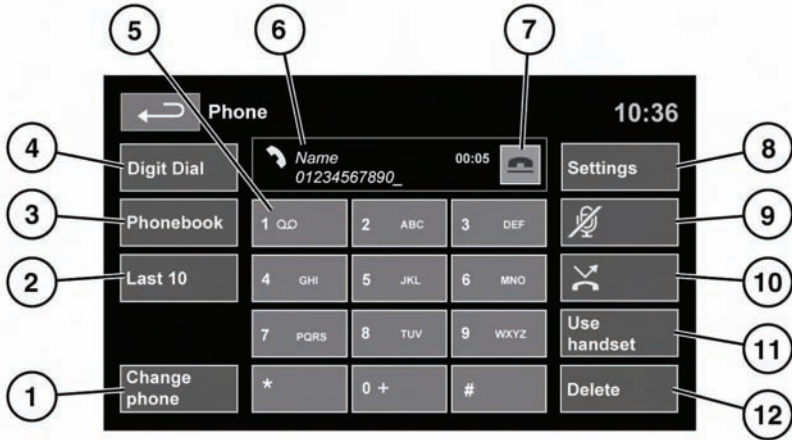 5
6
7
Phone
10:36
4
Digit Dial
Name
00:05
01234567890_
Settings
8
3
Phonebook
1
2 ABC
3 DEF
9
2
Last 10
4 GHI
5 JKL
6 MNO
10
7 PQRS
8 TUV
9 WXYZ
Use
handset
11
1
Change
phone
*
0 +
#
Delete
12